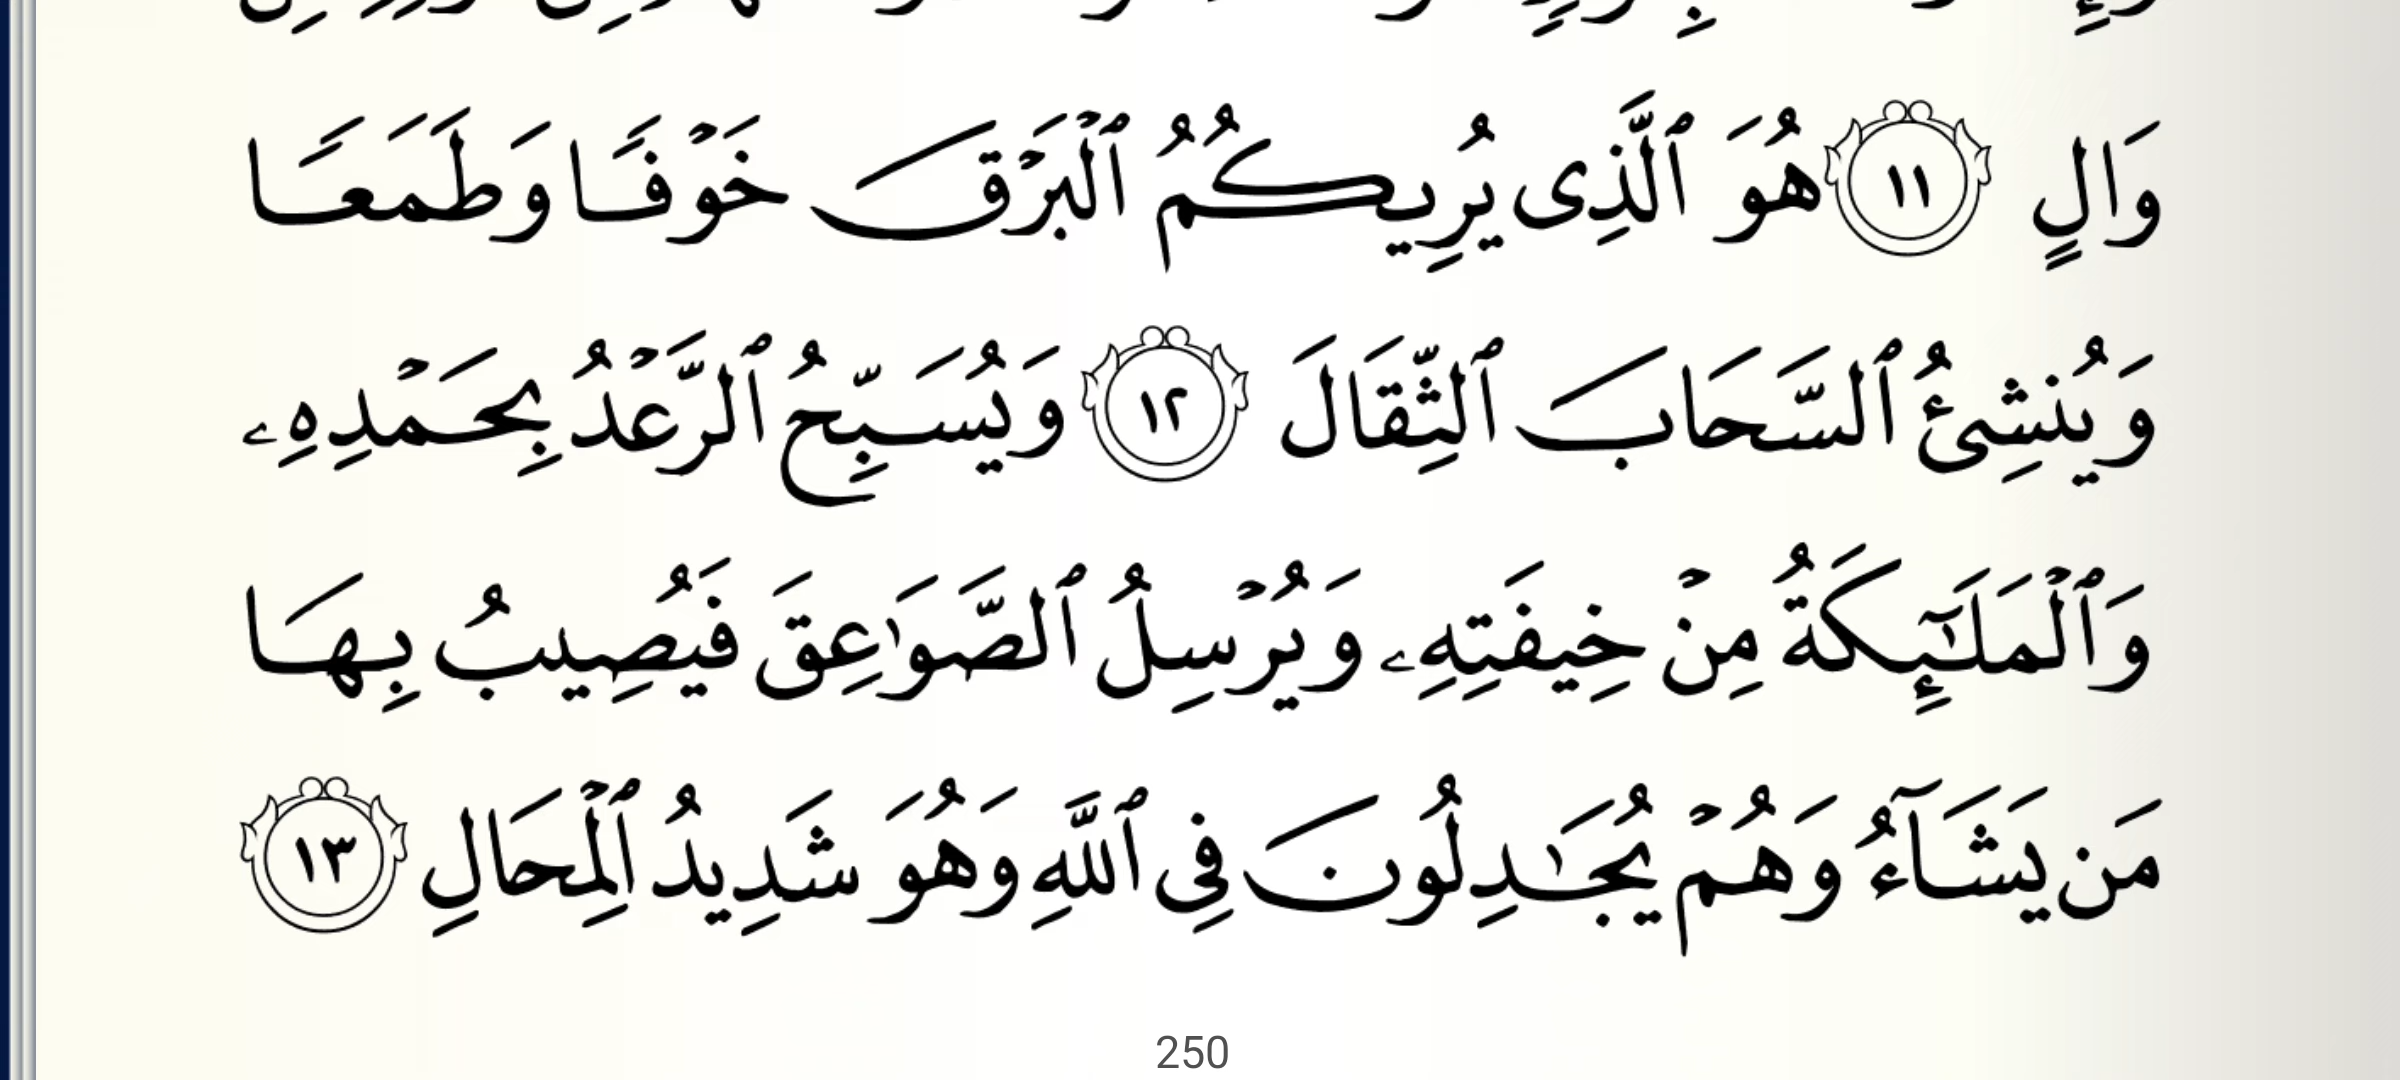 وَالٍ ١١ هُوَ ٱلَّذِى يُرِيكُمُ ٱلْبَرْقَ خَوْفًا وَطَمَعًا
وَيُنشِئُ ٱلسَّحَابَ ٱلثِّقَالَ ١٢ وَيُسَبِّحُ ٱلرَّعْدُ بِحَمْدِهِۦ
وَٱلْمَلَـٰٓئِكَةُ مِنْ خِيفَتِهِۦ وَيُرْسِلُ ٱلصَّوَٰعِقَ فَيُصِيبُ بِهَا
مَن يَشَآءُ وَهُمْ يُجَـٰدِلُونَ فِى ٱللَّهِ وَهُوَ شَدِيدُ ٱلْمِحَالِ ١٣
250